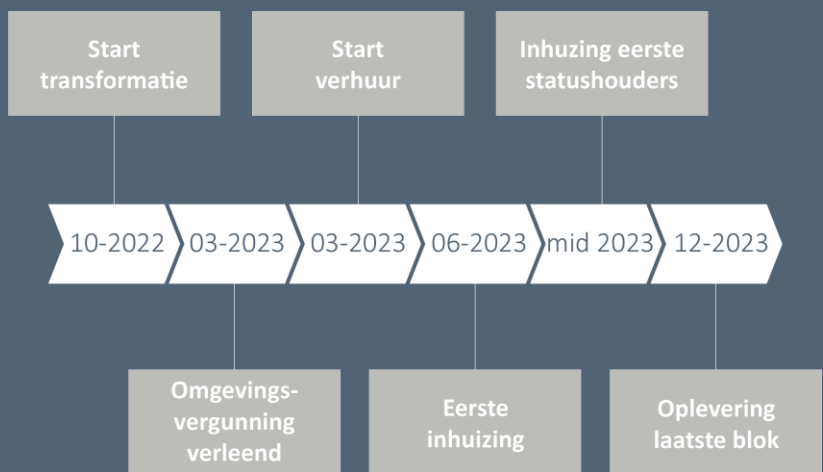 Start
transformatie
Start
verhuur
Inhuzing eerste
statushouders
10-2022
03-2023
03-2023
06-2023
mid 2023
12-2023
Omgevings-
vergunning
verleend
Eerste
inhuizing
Oplevering
laatste blok